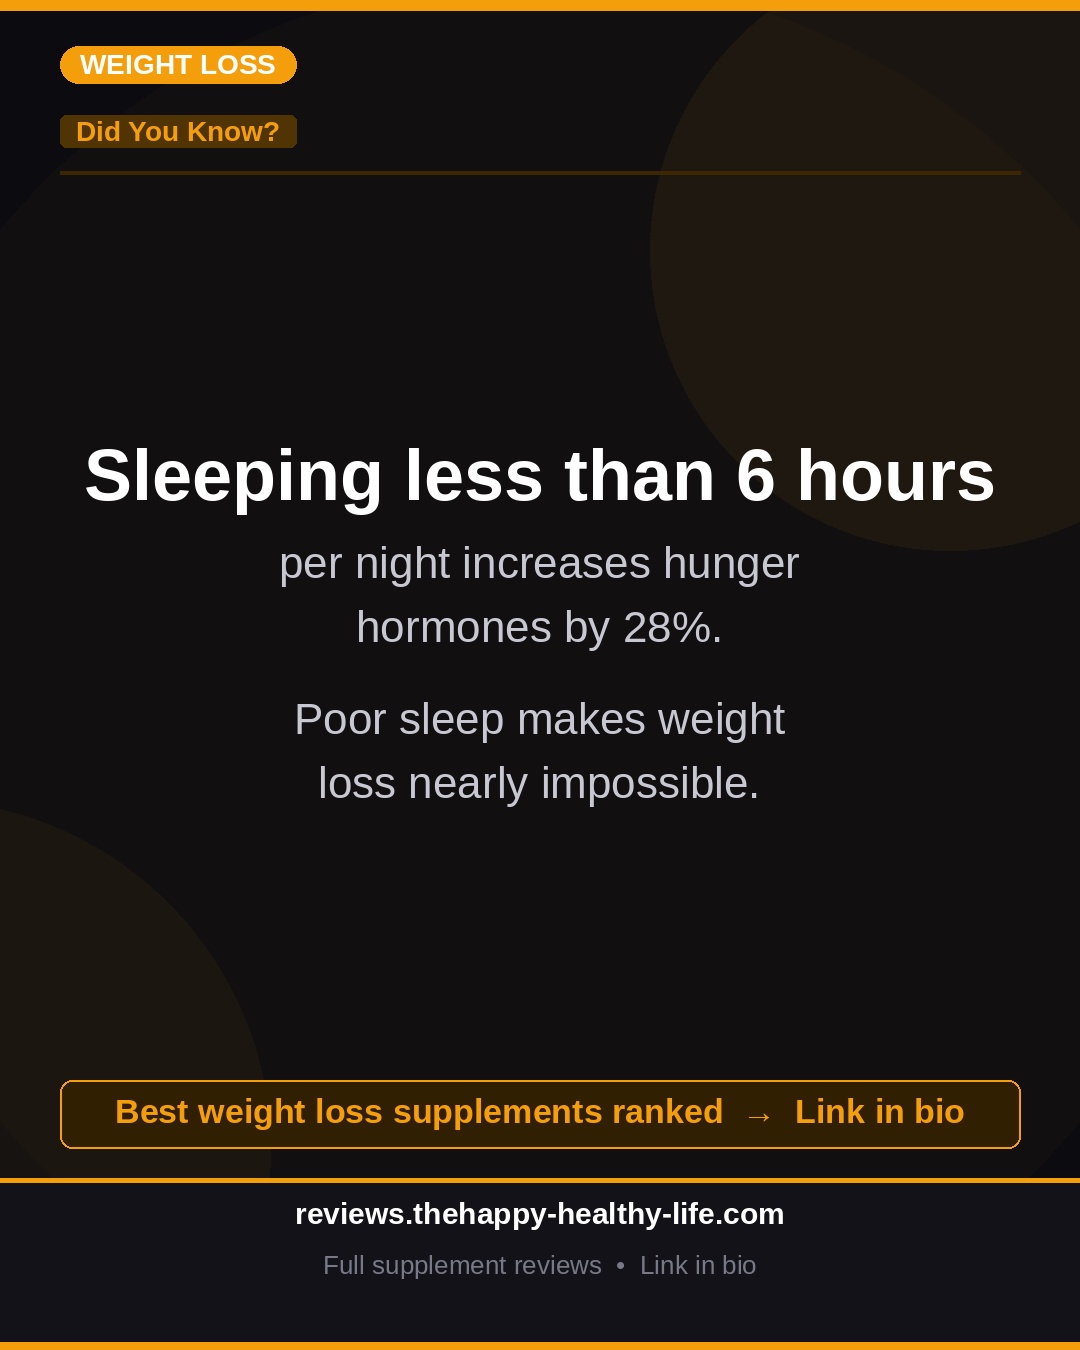 WEIGHT LOSS
Did You Know?
Sleeping less than 6 hours
per night increases hunger
hormones by 28%.
Poor sleep makes weight
loss nearly impossible.
Best weight loss supplements ranked → Link in bio
reviews.thehappy-healthy-life.com
Full supplement reviews • Link in bio